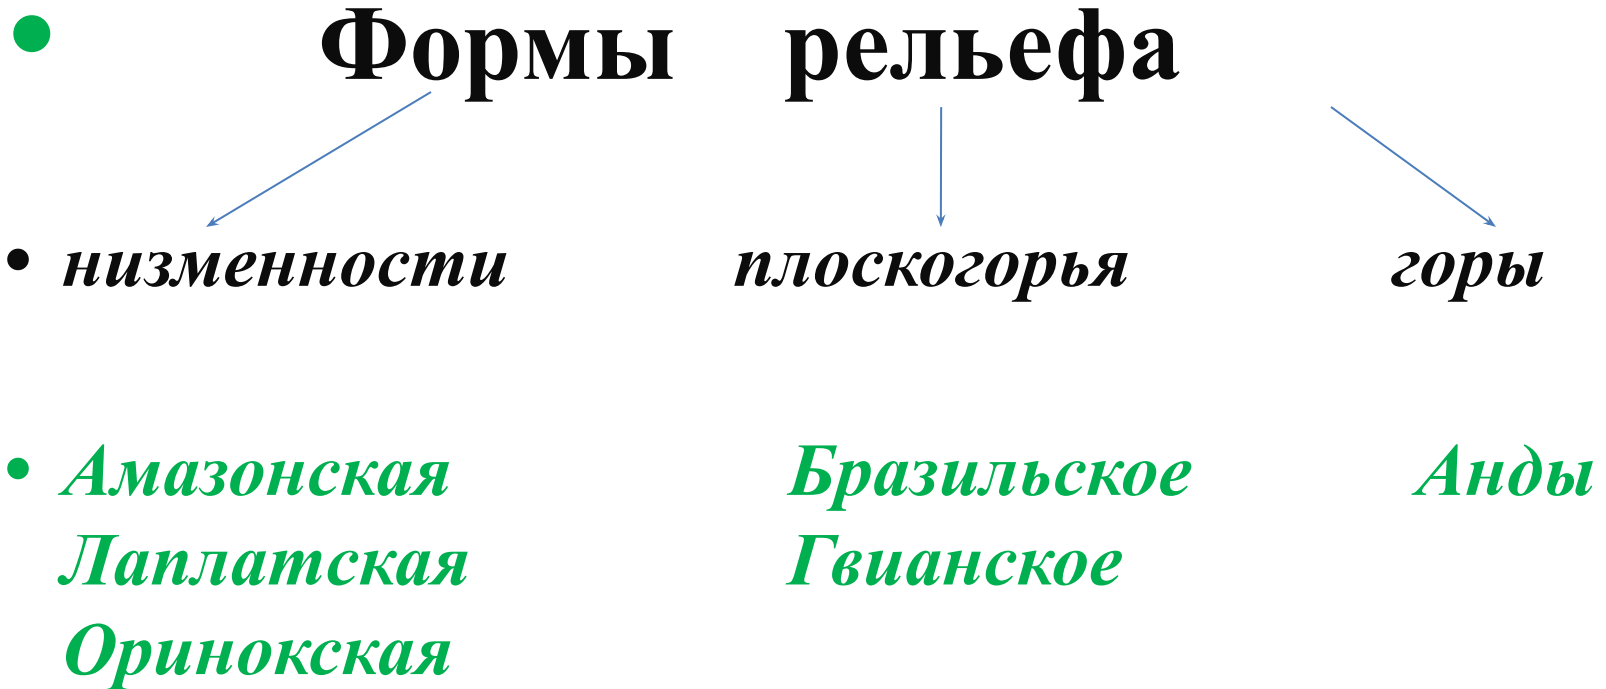 Формы рельефа
низменности плоскогорья горы
Амазонская Бразильское Анды
Лаплатская Гвианское
Оринокская